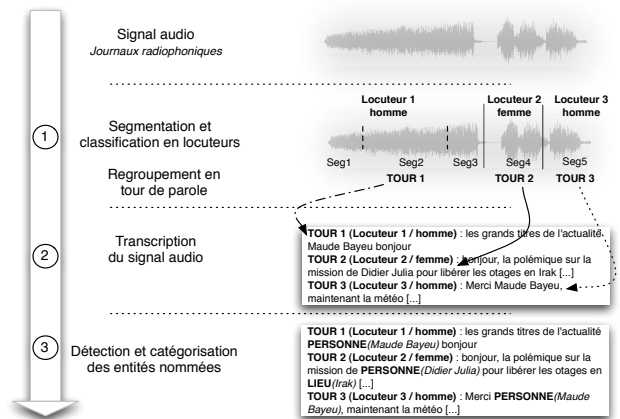 Signal audio
Journaux radiophoniques
Locuteur 1
homme
Locuteur 2
femme
Locuteur 3
homme
1
Segmentation et
classification en locuteurs
Seg1 Seg2 Seg3 Seg4 Seg5
Regroupement en
tour de parole
TOUR 1 TOUR 2 TOUR 3
2
Transcription
du signal audio
TOUR 1 (Locuteur 1 / homme) : les grands titres de l'actualité
Maude Bayeu bonjour
TOUR 2 (Locuteur 2 / femme) : bonjour, la polémique sur la
mission de Didier Julia pour libérer les otages en Irak [...]
TOUR 3 (Locuteur 3 / homme) : Merci Maude Bayeu,
maintenant la météo [...]
3
Détection et catégorisation
des entités nommées
TOUR 1 (Locuteur 1 / homme) : les grands titres de l'actualité
PERSONNE(Maude Bayeu) bonjour
TOUR 2 (Locuteur 2 / femme) : bonjour, la polémique sur la
mission de PERSONNE(Didier Julia) pour libérer les otages en
LIEU(Irak) [...]
TOUR 3 (Locuteur 3 / homme) : Merci PERSONNE(Maude
Bayeu), maintenant la météo [...]